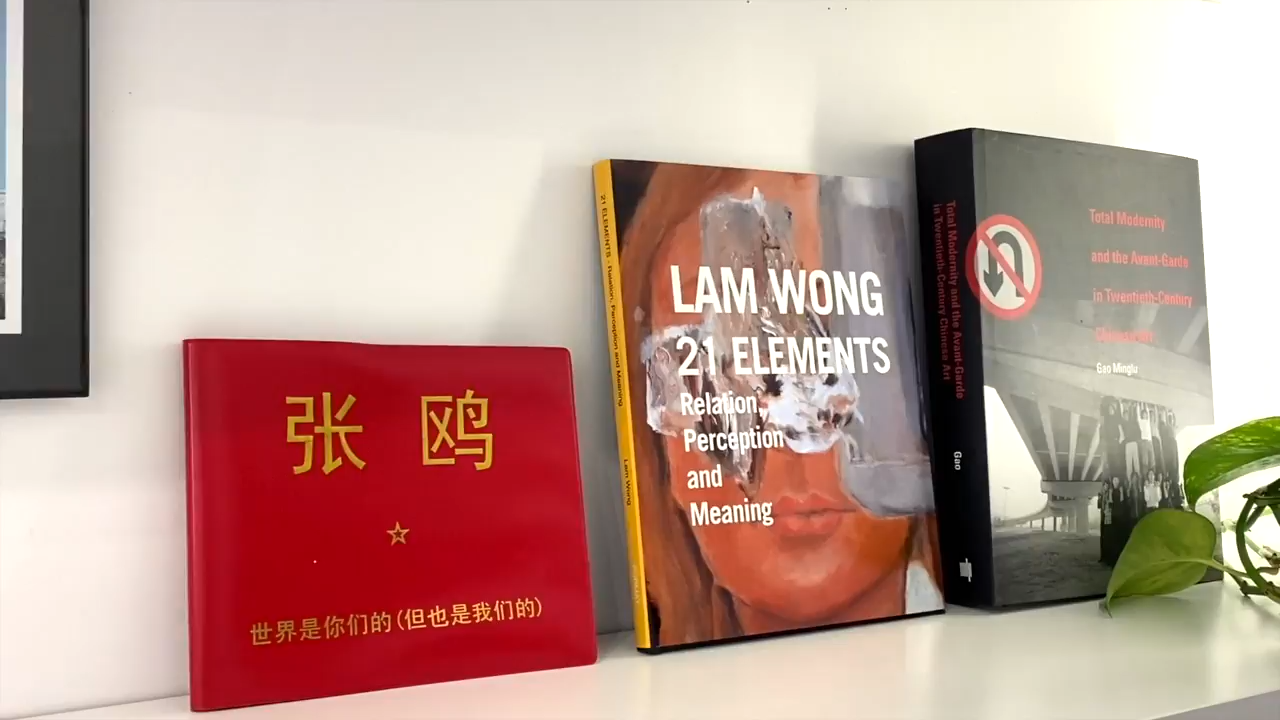 张 鸥
世界是你们的(但也是我们的)
21 ELEMENTS - Relation, Perception and Meaning
Lam Wong
LAM WONG
21 ELEMENTS
Relation,
Perception
and
Meaning
Total Modernity and the Avant-Garde
in Twentieth-Century Chinese Art
Gao
Total Modernity
and the Avant-Garde
in Twentieth-Century
Chinese Art
Gao Minglu